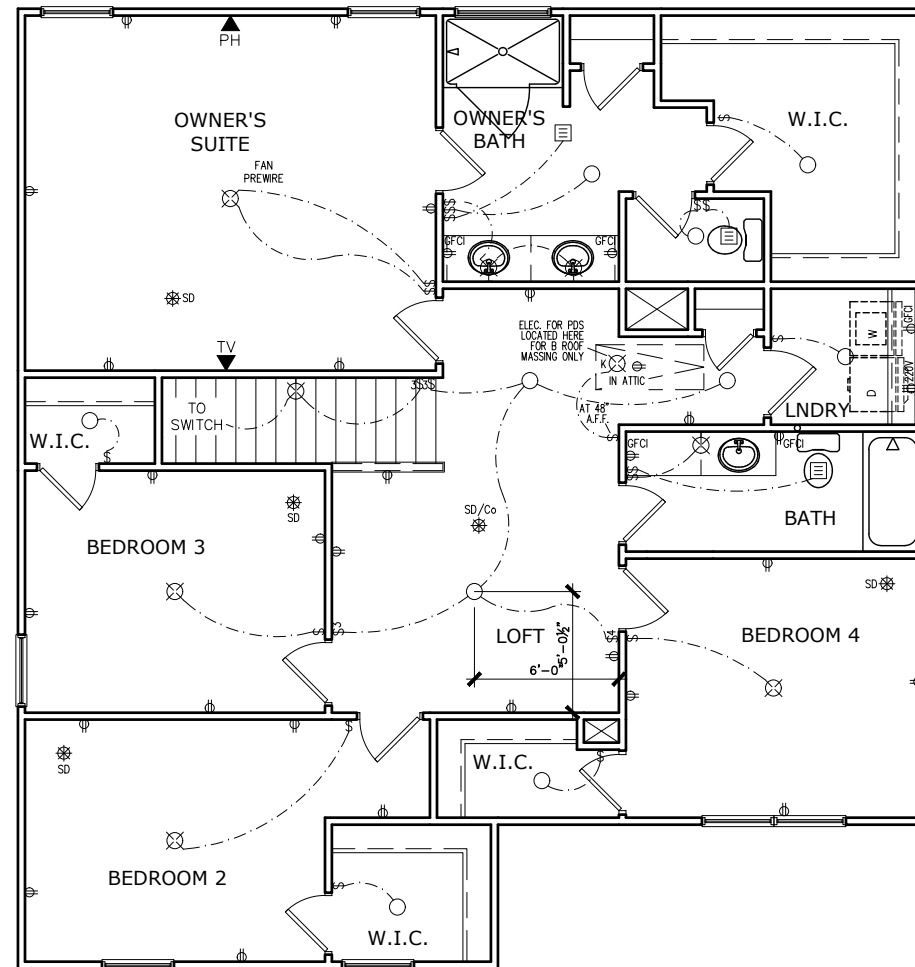 PH
OWNER'S
SUITE
OWNER'S
BATH
W.I.C.
FAN
PREWIRE
$
$
$
$
$$
GFCI
GFCI
SD
$
$
ELEC. FOR PDS
LOCATED HERE
FOR B ROOF
MASSING ONLY
K
IN ATTIC
$
W
GFCI
220V
D
LNDRY
TV
TO
SWITCH
AT 48"
A.F.F.
$
W.I.C.
$
GFCI
GFCI
$
$
BATH
SD
SD/Co
BEDROOM 3
SD
$
$3
LOFT
$4
$
BEDROOM 4
6'-0"
5'-0½"
$
SD
W.I.C.
$
BEDROOM 2
$
W.I.C.